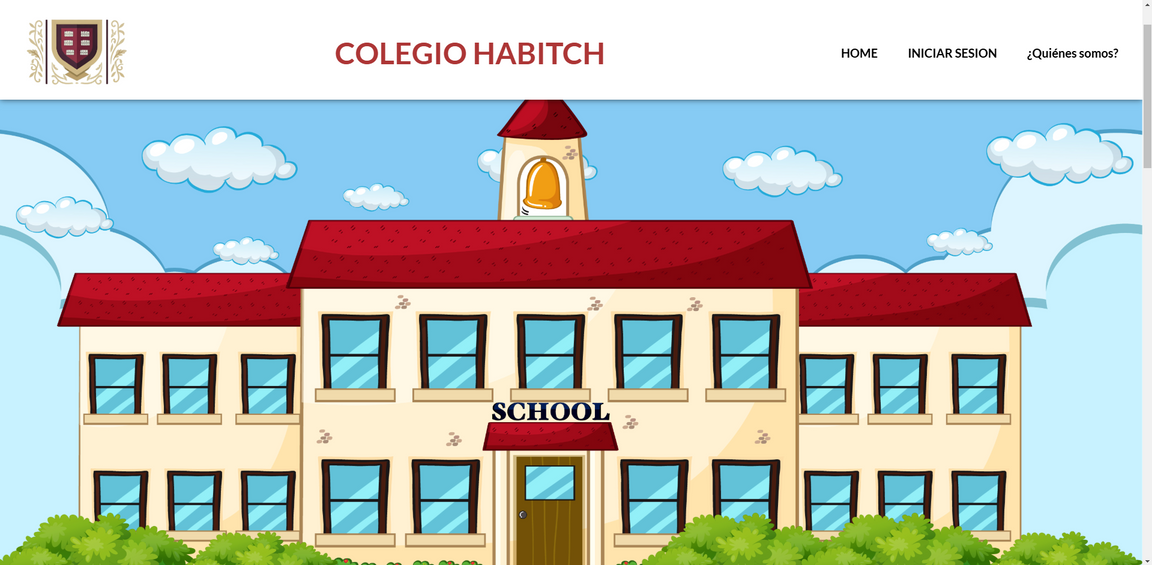 COLEGIO HABITCH
HOME
INICIAR SESION
¿Quiénes somos?
SCHOOL